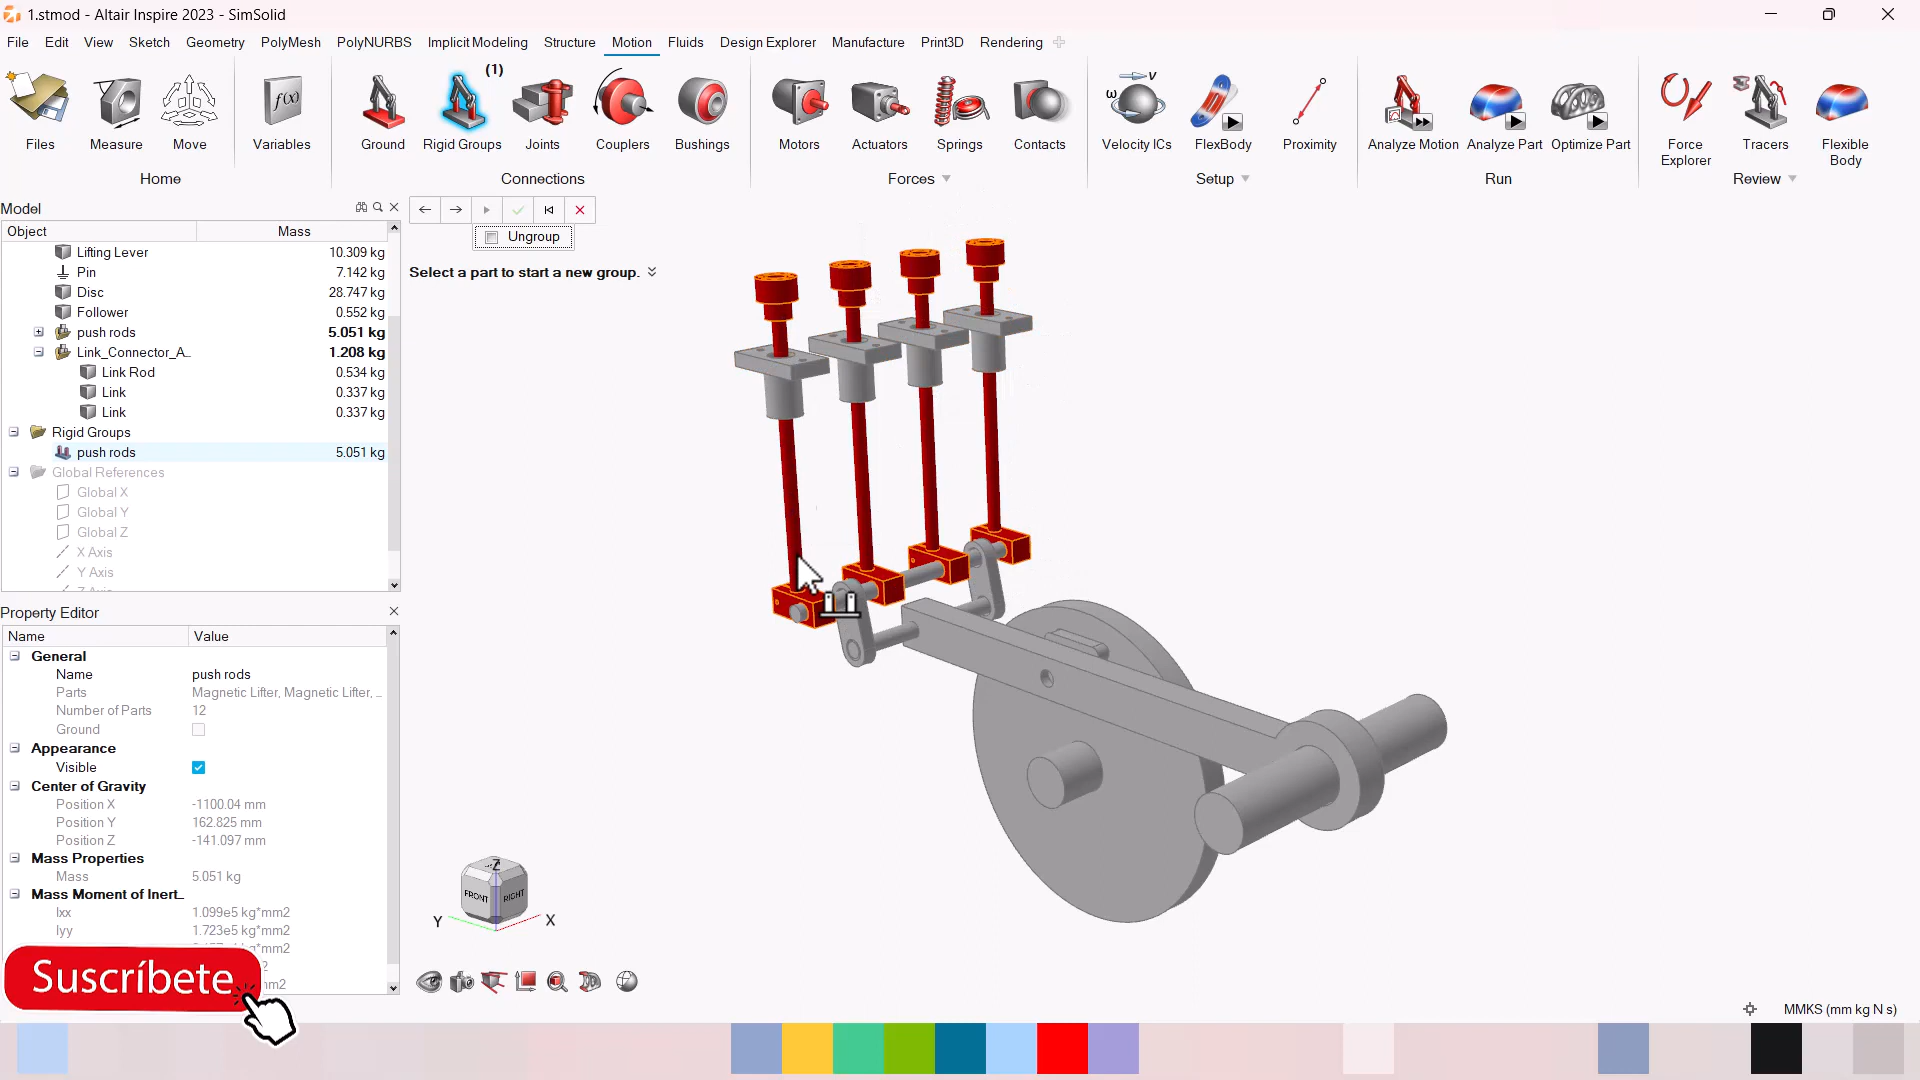 1.stmod - Altair Inspire 2023 - SimSolid
File Edit View Sketch Geometry PolyMesh PolyNURBS Implicit Modeling Structure Motion Fluids Design Explorer Manufacture Print3D Rendering
(1)
Files Measure Move Variables Ground Rigid Groups Joints Couplers Bushings Motors Actuators Springs Contacts Velocity ICs FlexBody Proximity Analyze Motion Analyze Part Optimize Part Force Explorer Tracers Flexible Body
Home Connections Forces Setup Run Review
Model
Object Mass
Lifting Lever 10.309 kg
Pin 7.142 kg
Disc 28.747 kg
Follower 0.552 kg
push rods 5.051 kg
Link_Connector_A... 1.208 kg
Link Rod 0.534 kg
Link 0.337 kg
Link 0.337 kg
Rigid Groups
push rods 5.051 kg
Global References
Global X
Global Y
Global Z
X Axis
Y Axis
Ungroup
Select a part to start a new group.
Property Editor
Name Value
General
Name push rods
Parts Magnetic Lifter, Magnetic Lifter, ...
Number of Parts 12
Ground
Appearance
Visible
Center of Gravity
Position X -1100.04 mm
Position Y 162.825 mm
Position Z -141.097 mm
Mass Properties
Mass 5.051 kg
Mass Moment of Inert...
Ixx 1.099e5 kg*mm2
Iyy 1.723e5 kg*mm2
Suscríbete
Z
FRONT RIGHT
Y X
MMKS (mm kg N s)